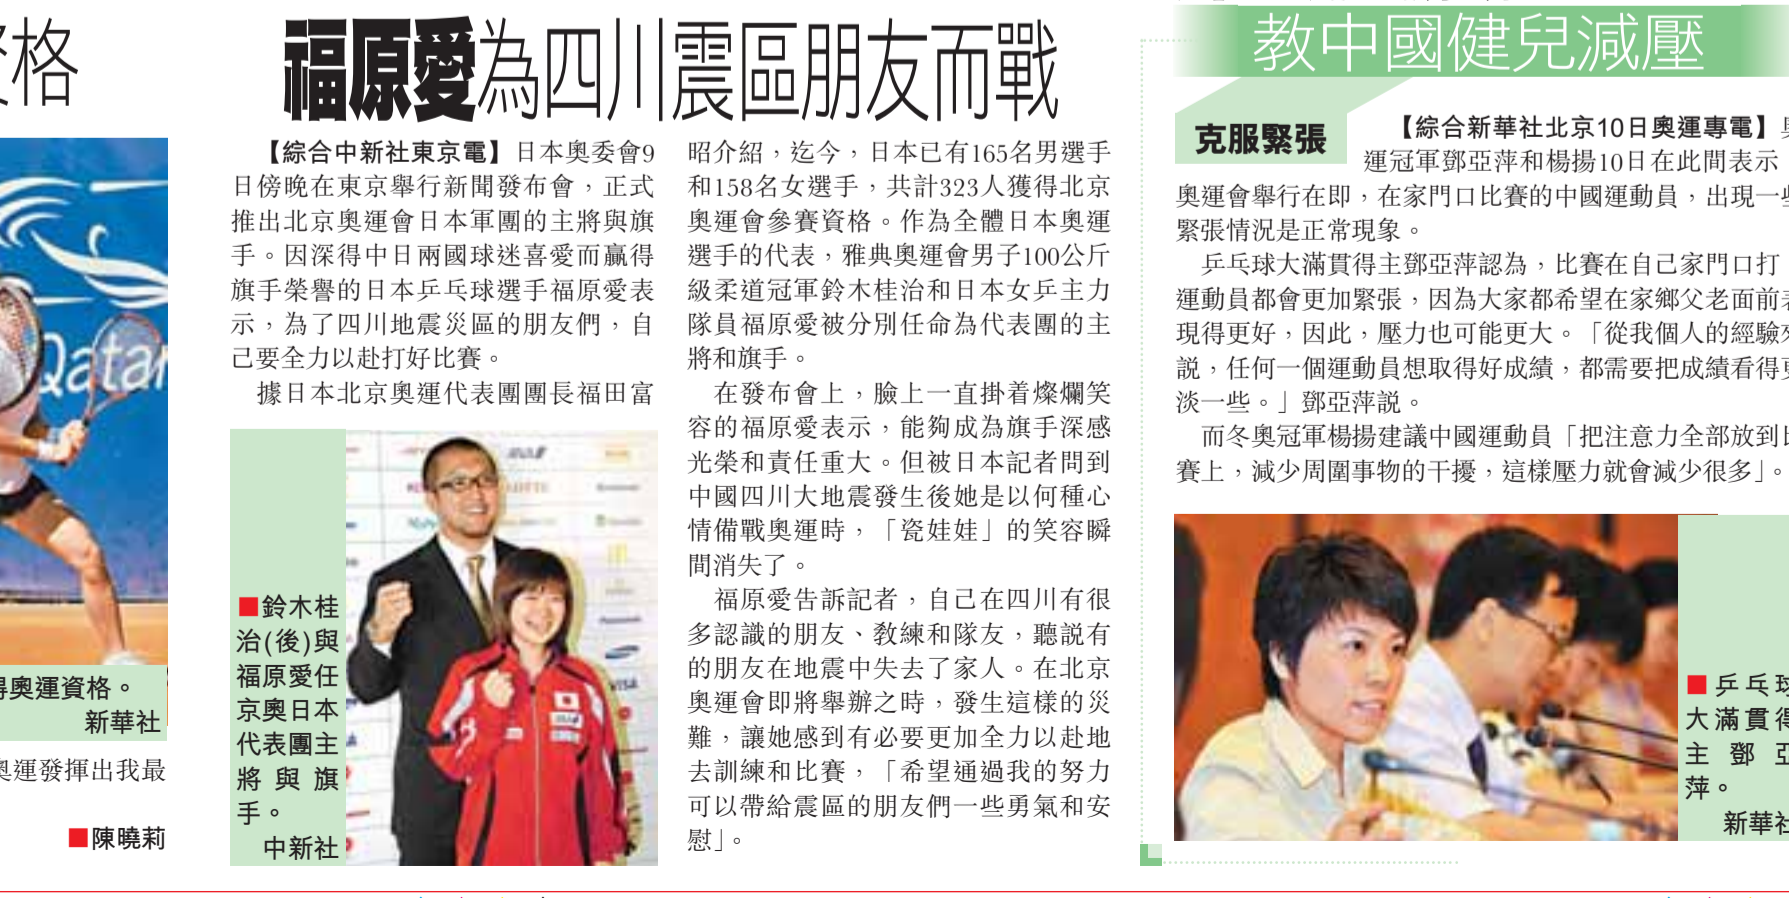 資格
Qatar
得奧運資格。
新華社
奧運發揮出我最
■陳曉莉
福原愛為四川震區朋友而戰
【綜合中新社東京電】日本奧委會9
日傍晚在東京舉行新聞發布會，正式
推出北京奧運會日本軍團的主將與旗
手。因深得中日兩國球迷喜愛而贏得
旗手榮譽的日本乒乓球選手福原愛表
示，為了四川地震災區的朋友們，自
己要全力以赴打好比賽。
據日本北京奧運代表團團長福田富
■鈴木桂
治(後)與
福原愛任
京奧日本
代表團主
將與旗
手。
中新社
VISA
昭介紹，迄今，日本已有165名男選手
和158名女選手，共計323人獲得北京
奧運會參賽資格。作為全體日本奧運
選手的代表，雅典奧運會男子100公斤
級柔道冠軍鈴木桂治和日本女乒主力
隊員福原愛被分別任命為代表團的主
將和旗手。
在發布會上，臉上一直掛着燦爛笑
容的福原愛表示，能夠成為旗手深感
光榮和責任重大。但被日本記者問到
中國四川大地震發生後她是以何種心
情備戰奧運時，「瓷娃娃」的笑容瞬
間消失了。
福原愛告訴記者，自己在四川有很
多認識的朋友、教練和隊友，聽説有
的朋友在地震中失去了家人。在北京
奧運會即將舉辦之時，發生這樣的災
難，讓她感到有必要更加全力以赴地
去訓練和比賽，「希望通過我的努力
可以帶給震區的朋友們一些勇氣和安
慰」。
教中國健兒減壓
克服緊張
【綜合新華社北京10日奧運專電】奧
運冠軍鄧亞萍和楊揚10日在此間表示，
奧運會舉行在即，在家門口比賽的中國運動員，出現一些
緊張情況是正常現象。
乒乓球大滿貫得主鄧亞萍認為，比賽在自己家門口打，
運動員都會更加緊張，因為大家都希望在家鄉父老面前表
現得更好，因此，壓力也可能更大。「從我個人的經驗來
説，任何一個運動員想取得好成績，都需要把成績看得更
淡一些。」鄧亞萍説。
而冬奧冠軍楊揚建議中國運動員「把注意力全部放到比
賽上，減少周圍事物的干擾，這樣壓力就會減少很多」。
■乒乓球
大滿貫得
主鄧亞
萍。
新華社